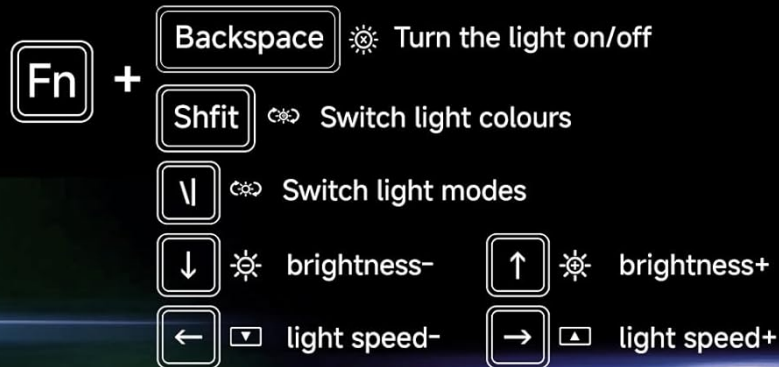 Fn + Backspace Turn the light on/off
Shfit Switch light colours
\| Switch light modes
↓ brightness- ↑ brightness+
← light speed- → light speed+